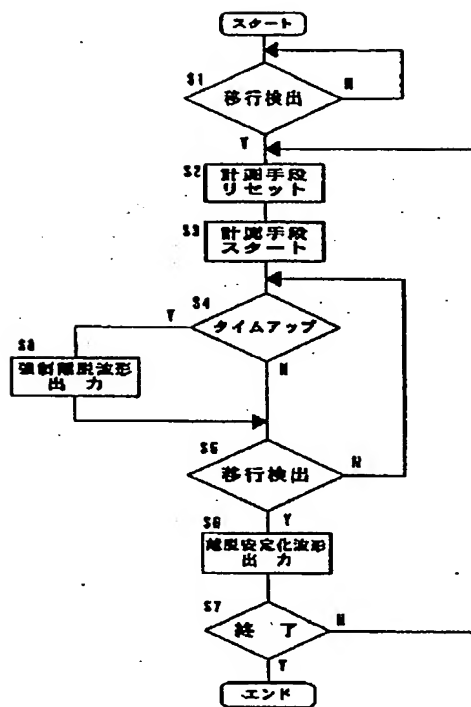 スタート
S1
移行検出
N
Y
S2
計測手段
リセット
S3
計測手段
スタート
S4
Y
タイムアップ
N
S8
強制離脱波形
出力
S5
移行検出
N
Y
S6
離脱安定化波形
出力
S7
終了
N
Y
エンド